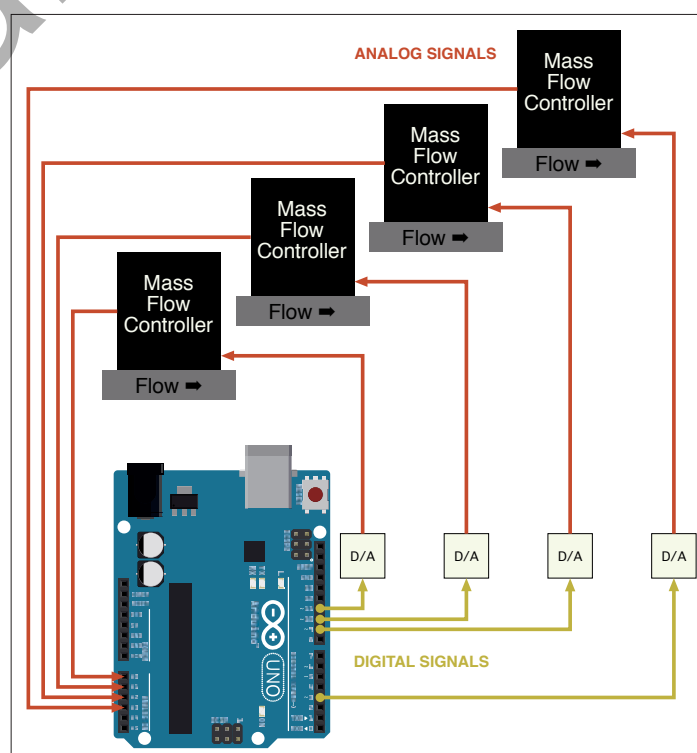 ANALOG SIGNALS
Mass
Flow
Controller
Flow ➡
Mass
Flow
Controller
Flow ➡
Mass
Flow
Controller
Flow ➡
Mass
Flow
Controller
Flow ➡
D/A
D/A
D/A
D/A
DIGITAL SIGNALS
Arduino
UNO